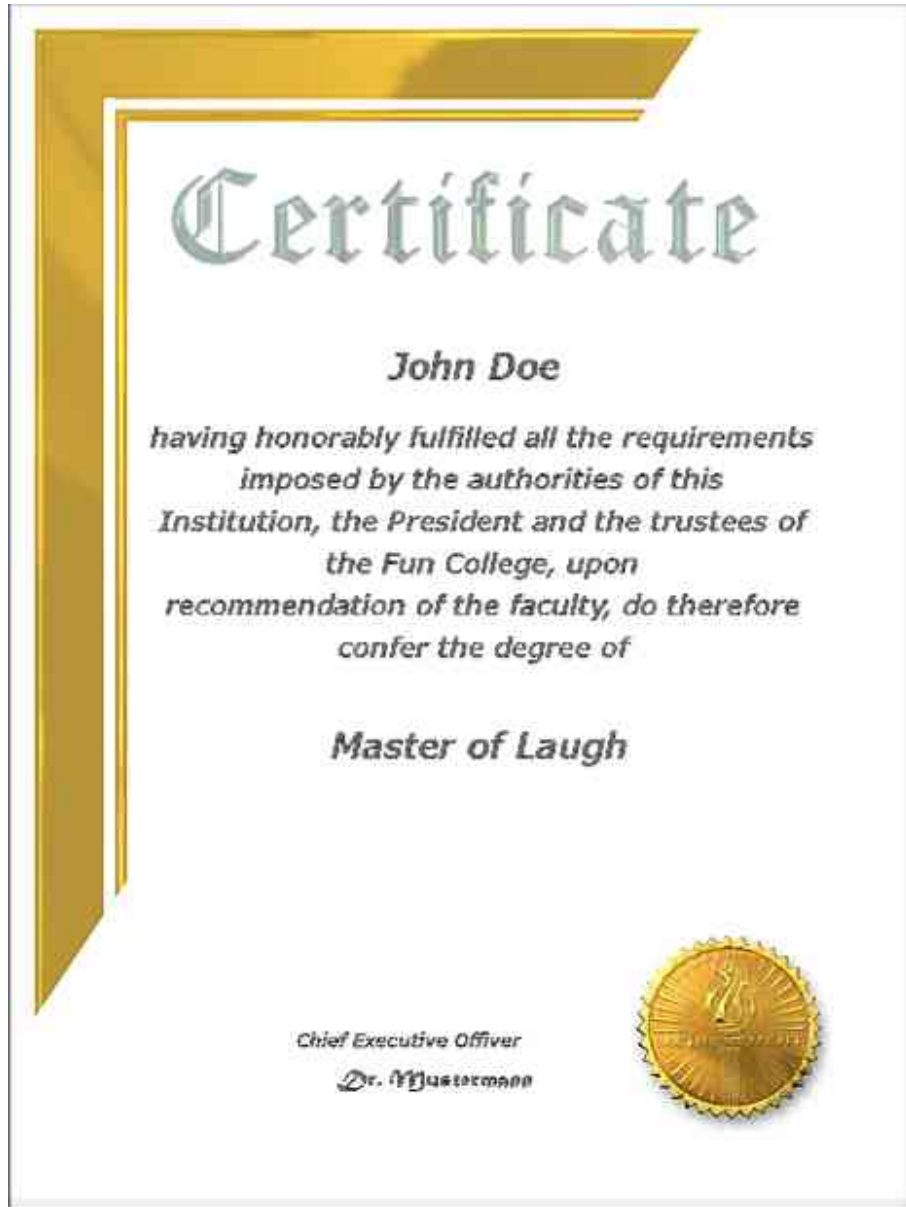 Certificate
John Doe
having honorably fulfilled all the requirements
imposed by the authorities of this
Institution, the President and the trustees of
the Fun College, upon
recommendation of the faculty, do therefore
confer the degree of
Master of Laugh
Chief Executive Offiver
Dr. Mustermann